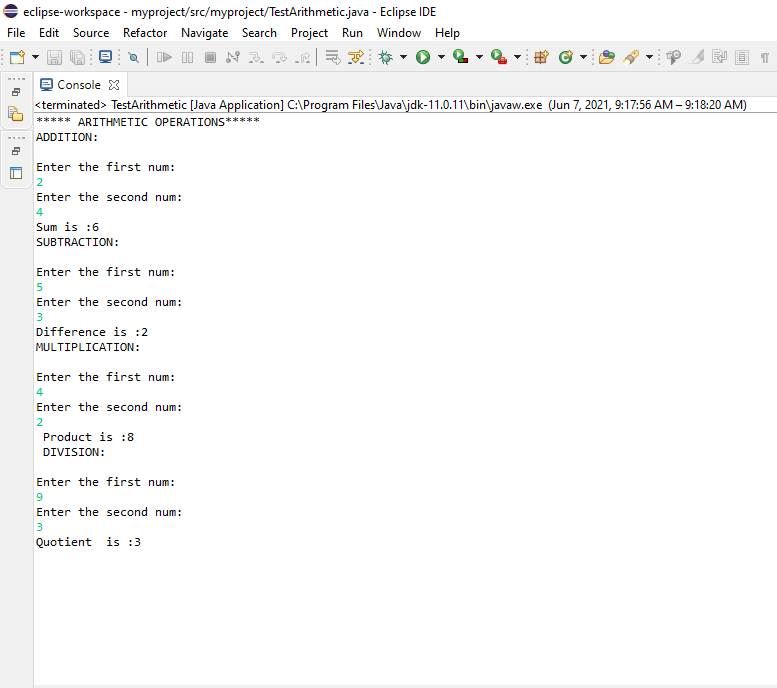 eclipse-workspace - myproject/src/myproject/TestArithmetic.java - Eclipse IDE
File Edit Source Refactor Navigate Search Project Run Window Help
Console
<terminated> TestArithmetic [Java Application] C:\Program Files\Java\jdk-11.0.11\bin\javaw.exe (Jun 7, 2021, 9:17:56 AM – 9:18:20 AM)
***** ARITHMETIC OPERATIONS*****
ADDITION:
Enter the first num:
2
Enter the second num:
4
Sum is :6
SUBTRACTION:
Enter the first num:
5
Enter the second num:
3
Difference is :2
MULTIPLICATION:
Enter the first num:
4
Enter the second num:
2
Product is :8
DIVISION:
Enter the first num:
9
Enter the second num:
3
Quotient  is :3